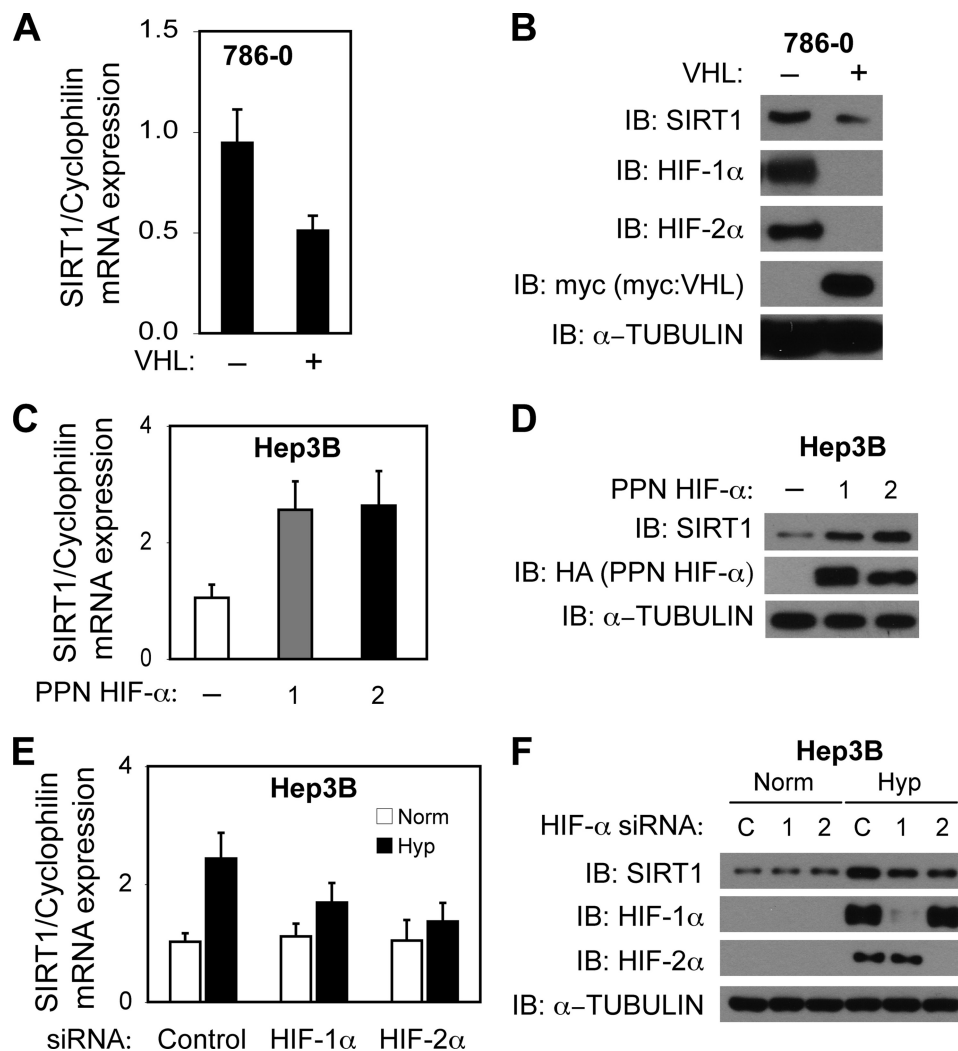 A
SIRT1/Cyclophilin
mRNA expression
1.5
1.0
0.5
0.0
786-0
VHL: – +
B
786-0
VHL: – +
IB: SIRT1
IB: HIF-1α
IB: HIF-2α
IB: myc (myc:VHL)
IB: α–TUBULIN
C
SIRT1/Cyclophilin
mRNA expression
4
2
0
Hep3B
PPN HIF-α: – 1 2
D
Hep3B
PPN HIF-α: – 1 2
IB: SIRT1
IB: HA (PPN HIF-α)
IB: α–TUBULIN
E
SIRT1/Cyclophilin
mRNA expression
4
2
0
Hep3B
Norm
Hyp
siRNA: Control HIF-1α HIF-2α
F
Hep3B
Norm Hyp
HIF-α siRNA: C 1 2 C 1 2
IB: SIRT1
IB: HIF-1α
IB: HIF-2α
IB: α–TUBULIN